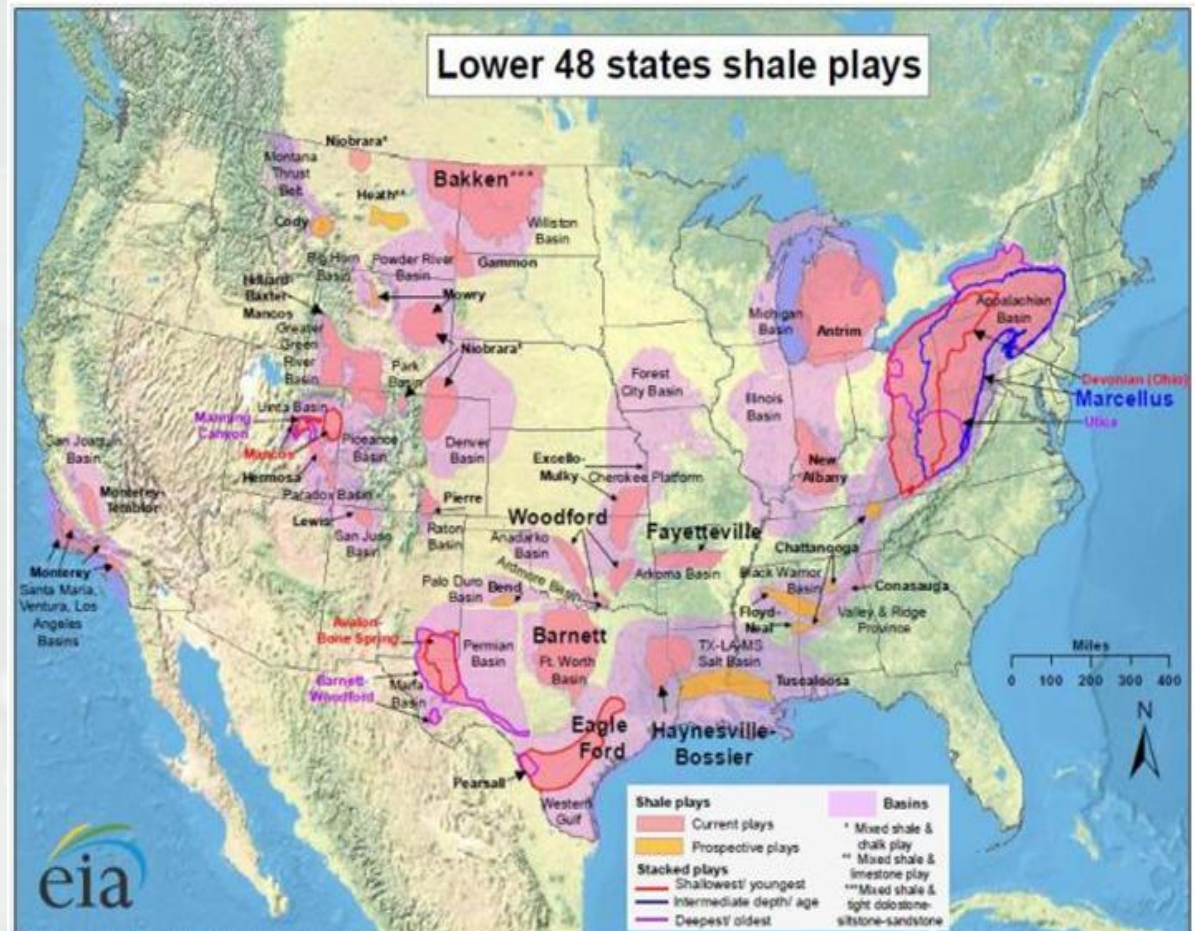 Lower 48 states shale plays
Niobrara*
Montana
Thrust
Belt
Bakken***
Heath**
Cody
Williston
Basin
Big Horn
Basin
Powder River
Basin
Gammon
Hilliard-
Baxter-
Mancos
Mowry
Greater
Green
River
Basin
Niobrara*
Park
Basin
Michigan
Basin
Antrim
Appalachian
Basin
Forest
City Basin
Illinois
Basin
Devonian (Ohio)
Marcellus
Utica
Uinta Basin
Manning
Canyon
Mancos
Piceance
Basin
Denver
Basin
San Joaquin
Basin
Hermosa
Excello-
Mulky
Cherokee Platform
New
Albany
Monterey-
Temblor
Paradox Basin
Pierre
Lewis
San Juan
Basin
Raton
Basin
Woodford
Anadarko
Basin
Fayetteville
Arkoma Basin
Chattanooga
Black Warrior
Basin
Conasauga
Monterey
Santa Maria,
Ventura, Los
Angeles
Basins
Palo Duro
Basin
Bend
Ardmore Basin
Floyd-
Neal
Valley & Ridge
Province
Avalon-
Bone Spring
Permian
Basin
Barnett
Ft. Worth
Basin
TX-LA-MS
Salt Basin
Tuscaloosa
Barnett-
Woodford
Marfa
Basin
Eagle
Ford
Haynesville-
Bossier
Pearsall
Western
Gulf
Miles
0 100 200 300 400
N
Shale plays
Current plays
Prospective plays
Stacked plays
Shallowest/ youngest
Intermediate depth/ age
Deepest/ oldest
Basins
* Mixed shale &
chalk play
** Mixed shale &
limestone play
***Mixed shale &
tight dolostone-
siltstone-sandstone
eia